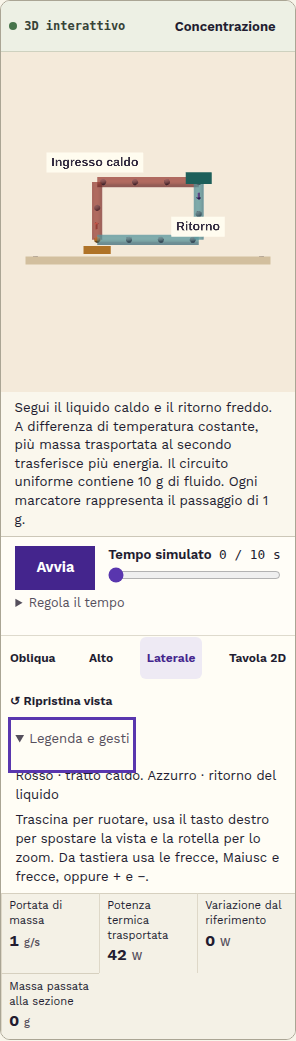 3D interattivo Concentrazione
Ingresso caldo
Ritorno
Segui il liquido caldo e il ritorno freddo.
A differenza di temperatura costante,
più massa trasportata al secondo
trasferisce più energia. Il circuito
uniforme contiene 10 g di fluido. Ogni
marcatore rappresenta il passaggio di 1
g.
Avvia
Tempo simulato 0 / 10 s
▶ Regola il tempo
Obliqua Alto Laterale Tavola 2D
↺ Ripristina vista
▼ Legenda e gesti
Rosso · tratto caldo. Azzurro · ritorno del
liquido
Trascina per ruotare, usa il tasto destro
per spostare la vista e la rotella per lo
zoom. Da tastiera usa le frecce, Maiusc e
frecce, oppure + e −.
Portata di
massa
1 g/s
Potenza
termica
trasportata
42 W
Variazione dal
riferimento
0 W
Massa passata
alla sezione
0 g